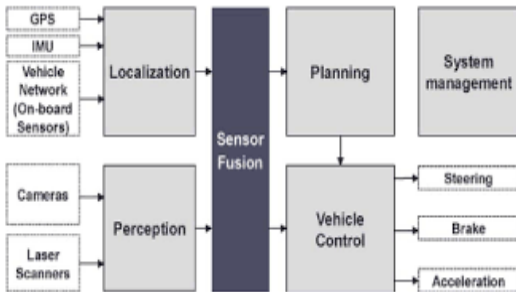 GPS
IMU
Vehicle
Network
(On-board
Sensors)
Localization
Cameras
Laser
Scanners
Perception
Sensor
Fusion
Planning
Vehicle
Control
System
management
Steering
Brake
Acceleration